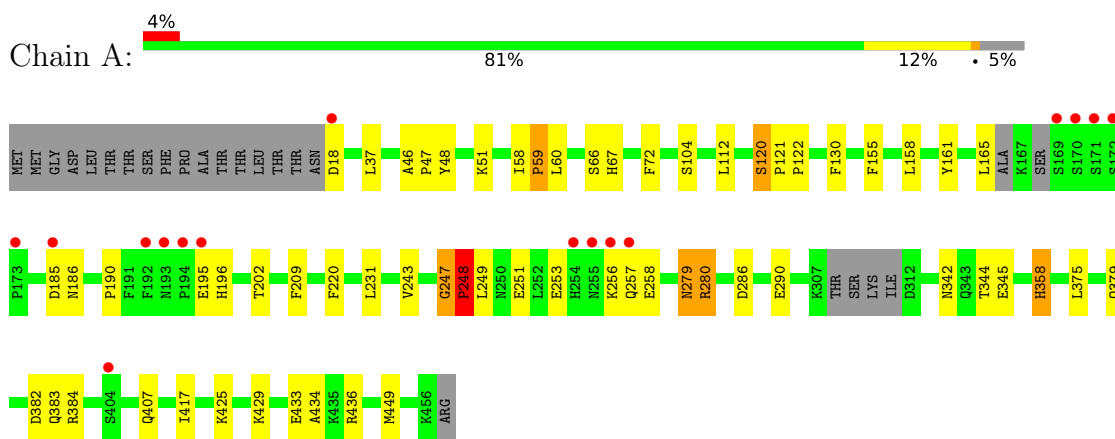 4%
Chain A:
81% 12% • 5%
MET MET GLY ASP LEU THR THR SER PHE PRO ALA THR THR LEU THR THR ASN D18 L37 A46 P47 Y48 K51 I58 P59 L60 S66 H67 F72 S104 L112 S120 P121 P122 F130 F155 L158 Y161 L165 ALA K167 SER S169 S170 S171 S172
P173 D185 N186 P190 F191 F192 N193 P194 E195 H196 T202 F209 F220 L231 V243 G247 P248 L249 N250 E251 L252 E253 H254 N255 K256 Q257 E258 N279 R280 D286 E290 K307 THR SER LYS ILE D312 N342 Q343 T344 E345 H358 L375
D382 Q383 R384 S404 Q407 I417 K425 K429 E433 A434 K435 R436 M449 K456 ARG